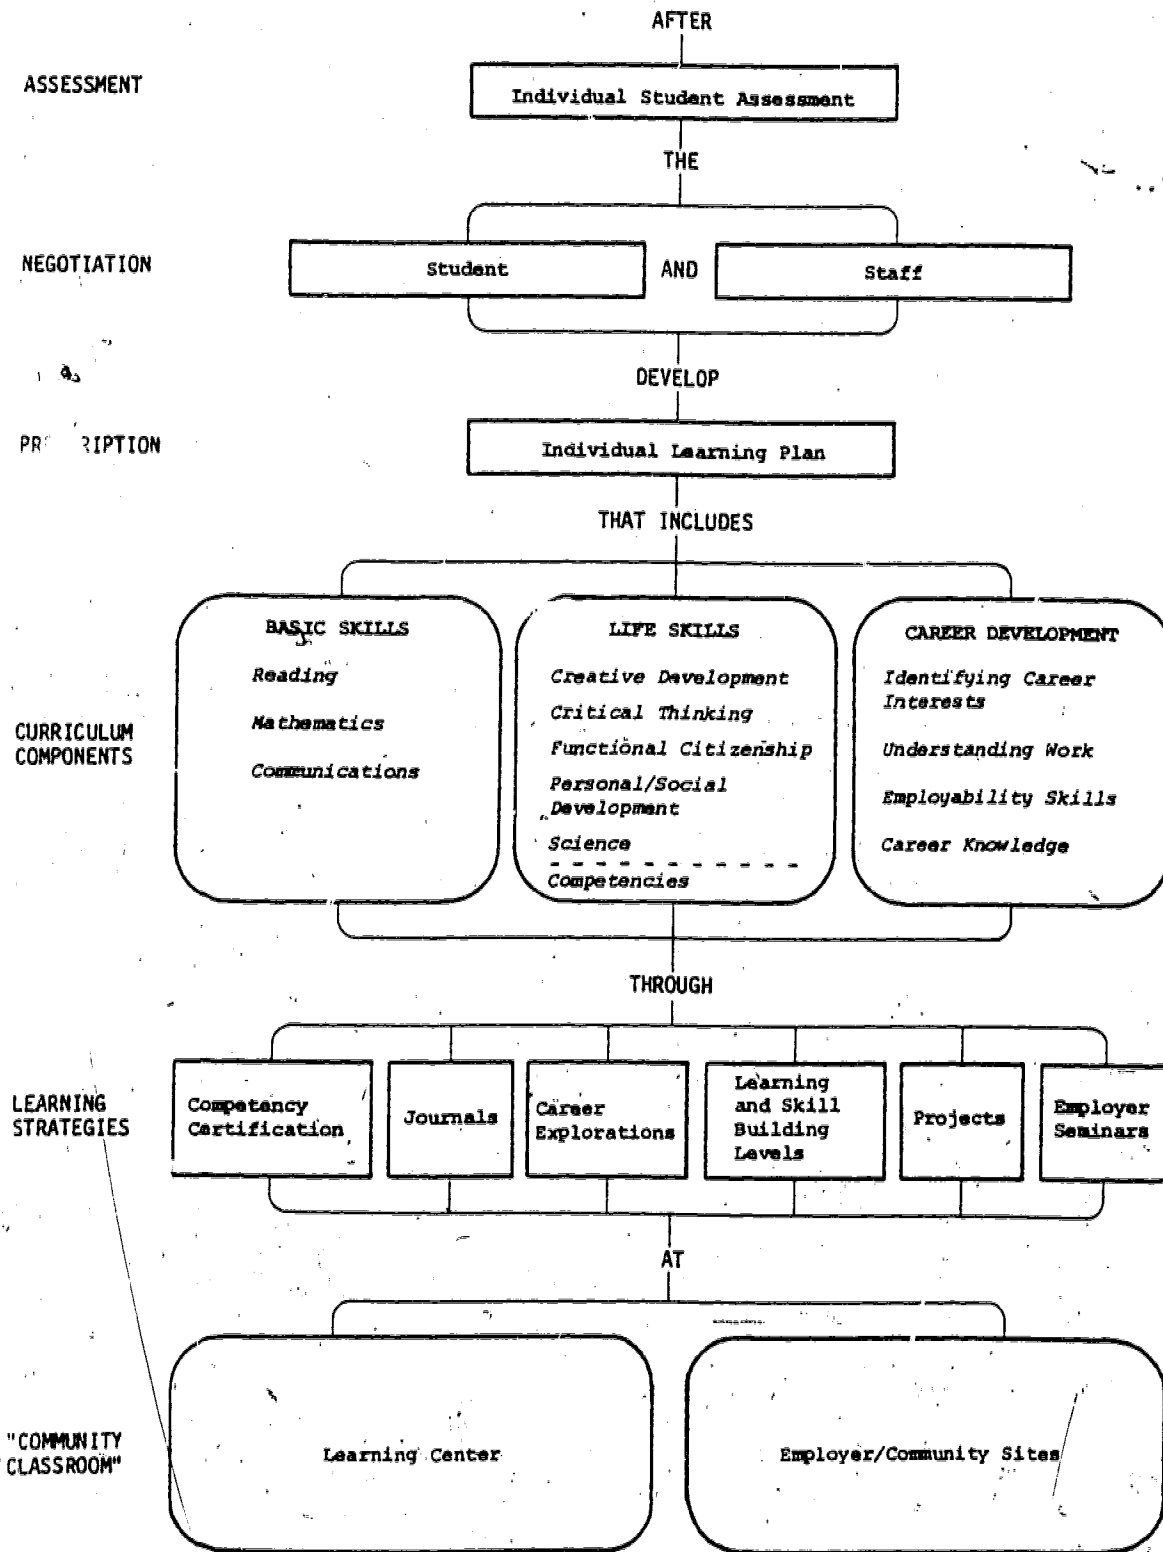 AFTER
ASSESSMENT
Individual Student Assessment
THE
NEGOTIATION
Student
AND
Staff
DEVELOP
PR RIPTION
Individual Learning Plan
THAT INCLUDES
CURRICULUM
COMPONENTS
BASIC SKILLS
Reading
Mathematics
Communications
LIFE SKILLS
Creative Development
Critical Thinking
Functional Citizenship
Personal/Social
Development
Science
Competencies
CAREER DEVELOPMENT
Identifying Career
Interests
Understanding Work
Employability Skills
Career Knowledge
THROUGH
LEARNING
STRATEGIES
Competency
Certification
Journals
Career
Explorations
Learning
and Skill
Building
Levels
Projects
Employer
Seminars
AT
"COMMUNITY
CLASSROOM"
Learning Center
Employer/Community Sites